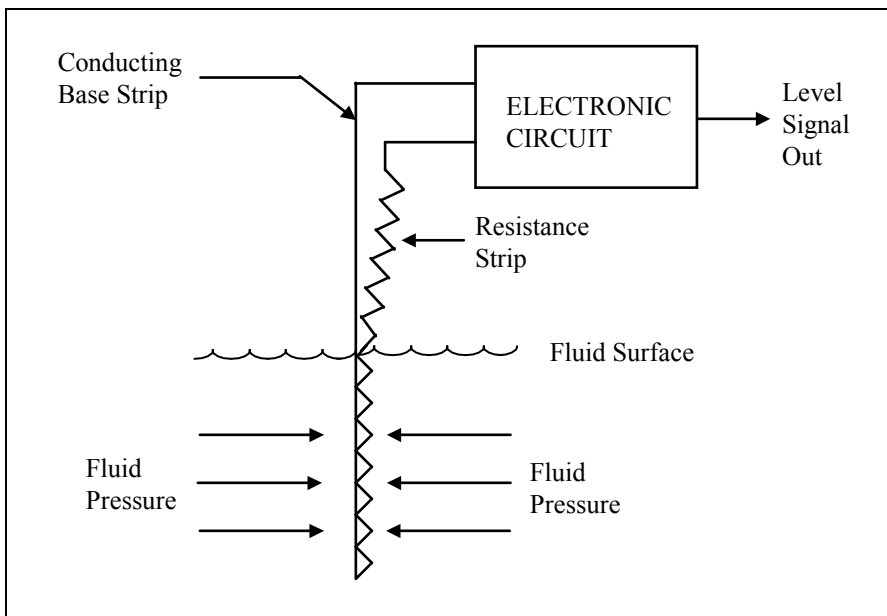 Conducting
Base Strip
ELECTRONIC
CIRCUIT
Level
Signal
Out
Resistance
Strip
Fluid Surface
Fluid
Pressure
Fluid
Pressure